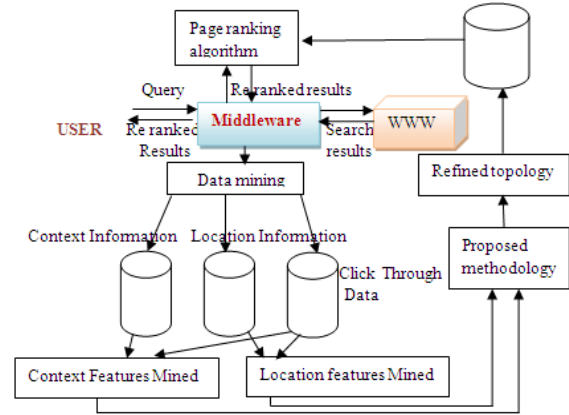 Page ranking
algorithm
Query
Re ranked results
USER
Middleware
WWW
Re ranked
Results
Search
results
Data mining
Refined topology
Context Information
Location Information
Proposed
methodology
Click Through
Data
Context Features Mined
Location features Mined